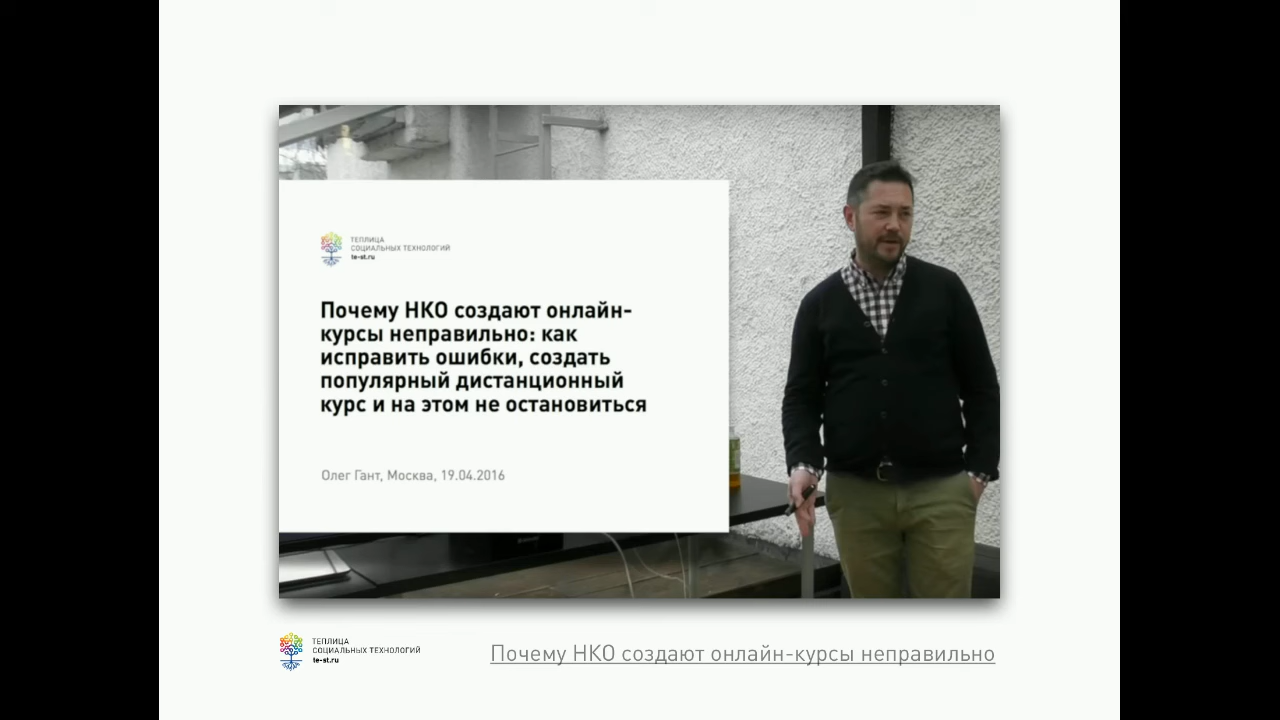 ТЕПЛИЦА
СОЦИАЛЬНЫХ ТЕХНОЛОГИЙ
te-st.ru
Почему НКО создают онлайн-
курсы неправильно: как
исправить ошибки, создать
популярный дистанционный
курс и на этом не остановиться
Олег Гант, Москва, 19.04.2016
ТЕПЛИЦА
СОЦИАЛЬНЫХ ТЕХНОЛОГИЙ
te-st.ru
Почему НКО создают онлайн-курсы неправильно